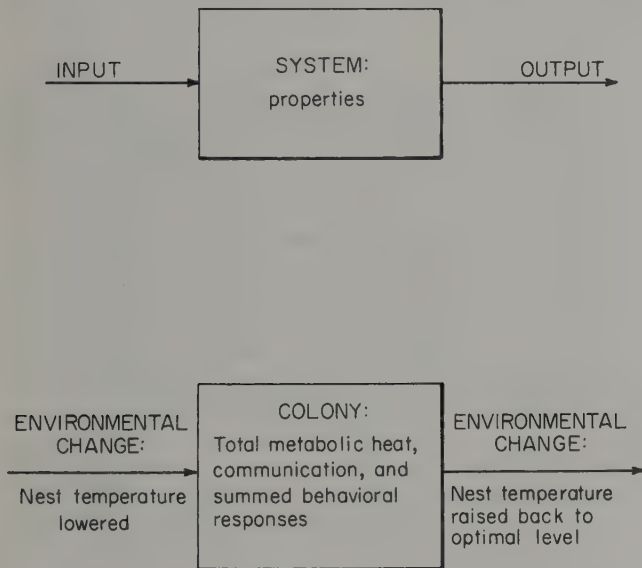 INPUT
SYSTEM:
properties
OUTPUT
ENVIRONMENTAL
CHANGE:
Nest temperature
lowered
COLONY:
Total metabolic heat,
communication, and
summed behavioral
responses
ENVIRONMENTAL
CHANGE:
Nest temperature
raised back to
optimal level